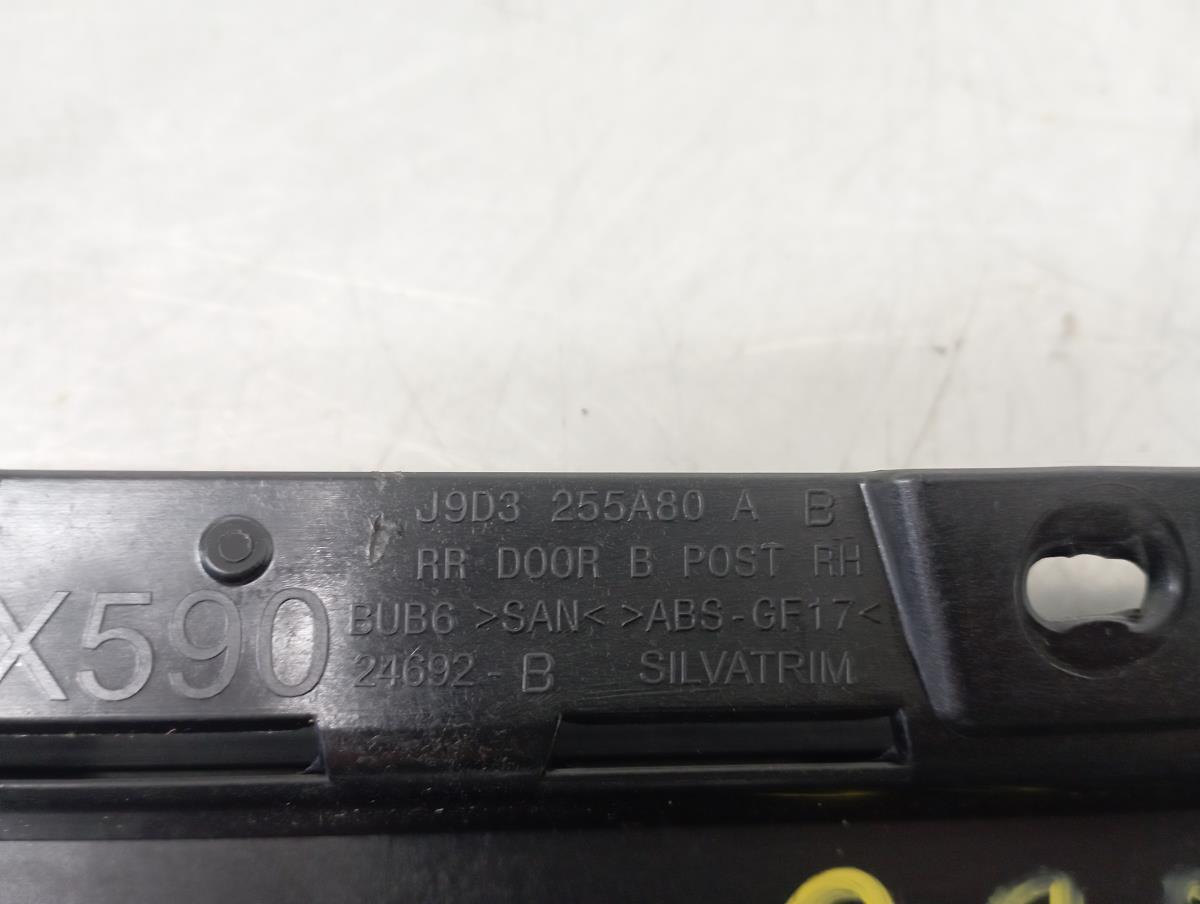 J9D3 255A80 A B
RR DOOR B POST RH
X590
BUB6 >SAN< >ABS-GF17<
24692-B SILVATRIM